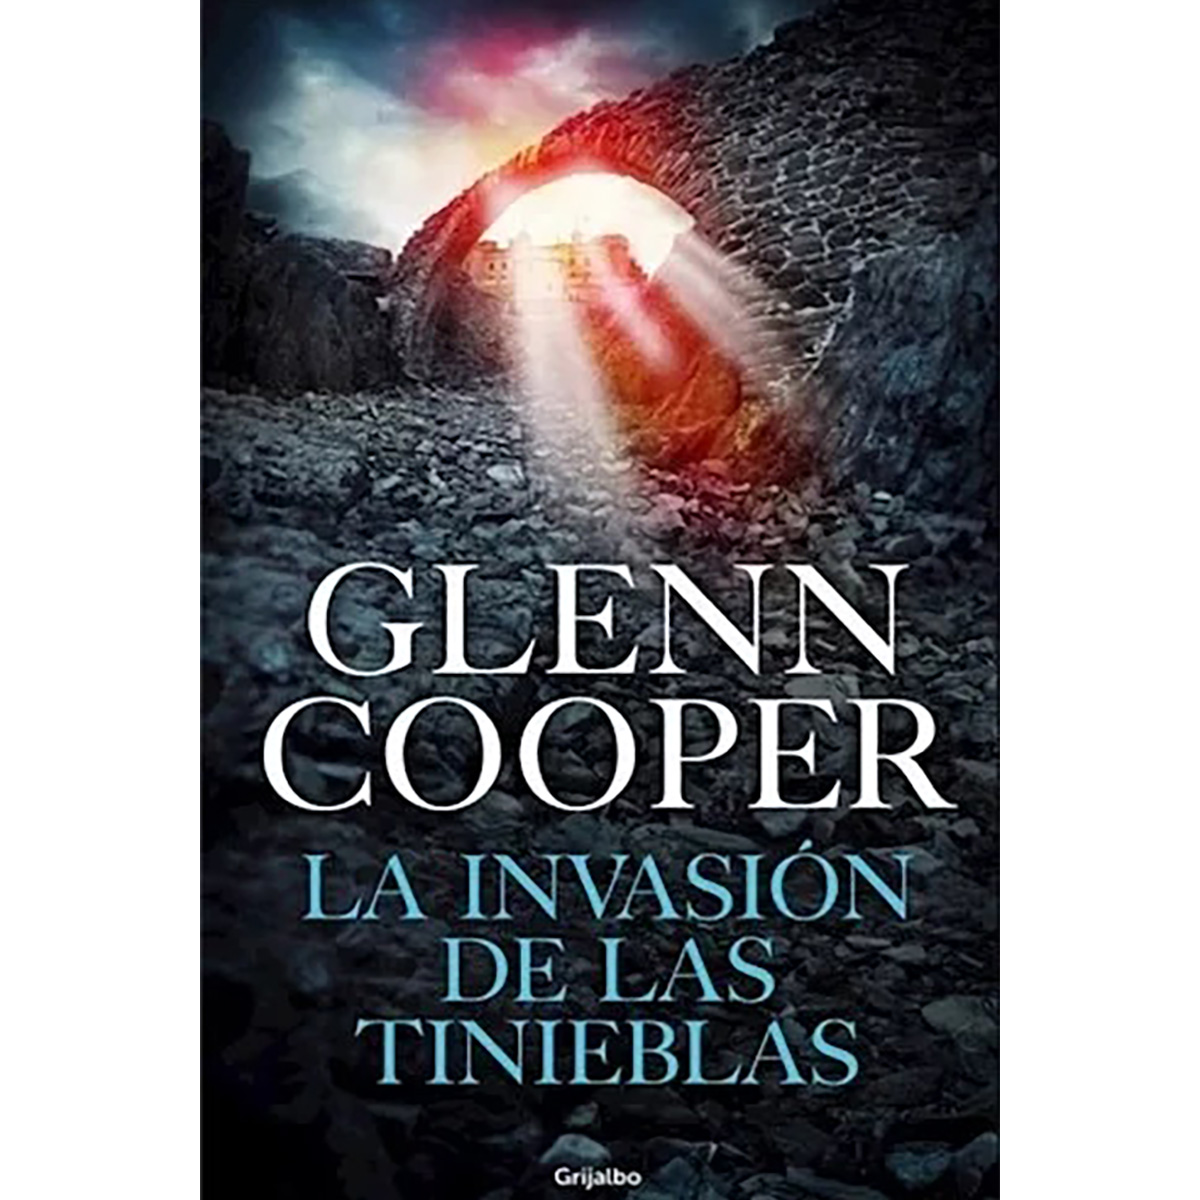 GLENN
COOPER
LA INVASIÓN
DE LAS
TINIEBLAS
Grijalbo